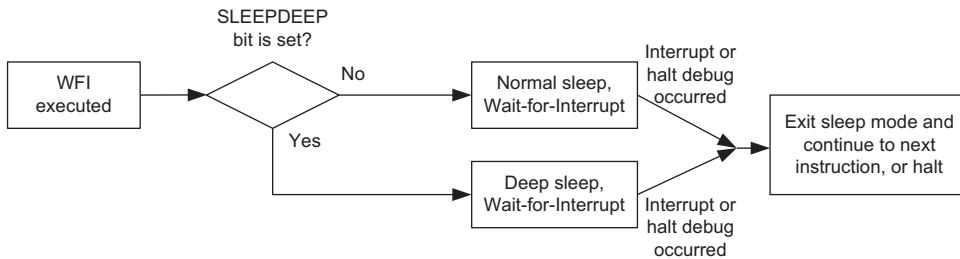 SLEEPDEEP
bit is set?
WFI
executed
No
Yes
Normal sleep,
Wait-for-Interrupt
Interrupt or
halt debug
occurred
Deep sleep,
Wait-for-Interrupt
Interrupt or
halt debug
occurred
Exit sleep mode and
continue to next
instruction, or halt